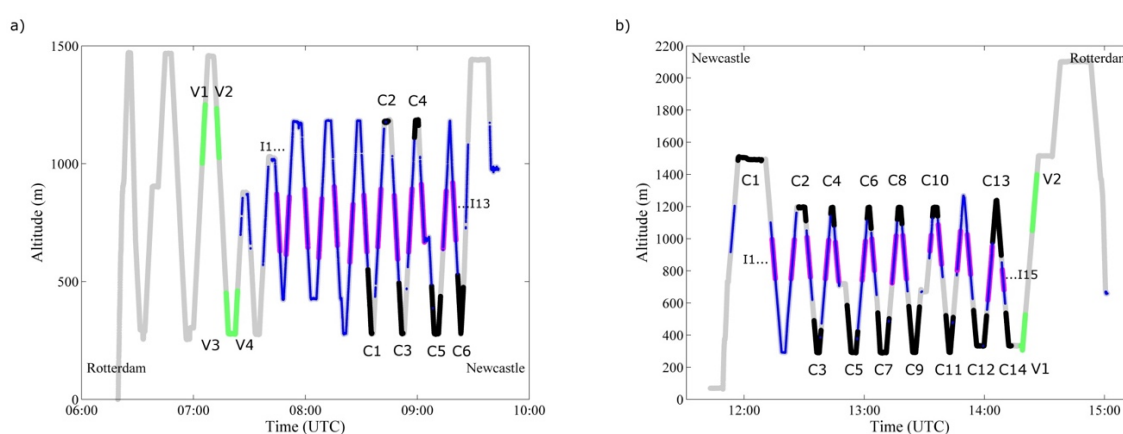 a)
1500
1000
500
0
Altitude (m)
V1 V2
C2 C4
I1...
...I13
V3 V4
C1 C3 C5 C6
Rotterdam
Newcastle
06:00 07:00 08:00 09:00 10:00
Time (UTC)
b)
2200
2000
1800
1600
1400
1200
1000
800
600
400
200
0
Altitude (m)
Newcastle
Rotterdam
C1 C2 C4 C6 C8 C10 C13
V2
I1...
...I15
C3 C5 C7 C9 C11 C12 C14 V1
12:00 13:00 14:00 15:00
Time (UTC)